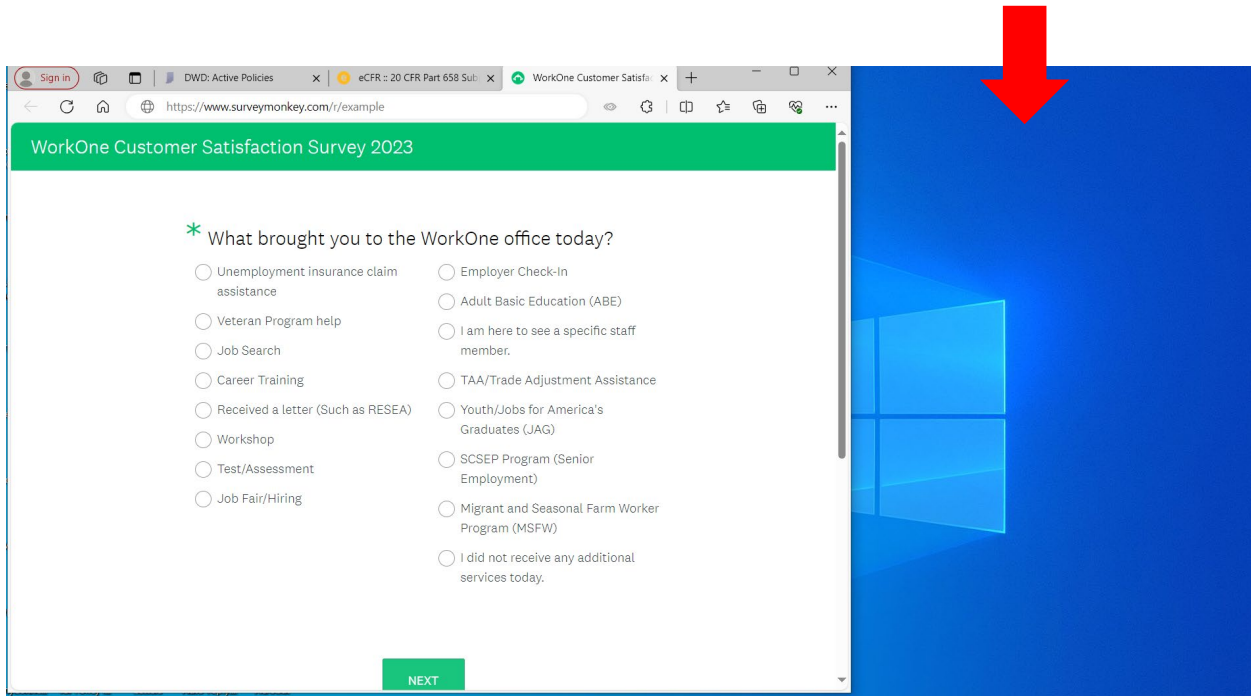 Sign in
DWD: Active Policies
eCFR :: 20 CFR Part 658 Sub
WorkOne Customer Satisfa
https://www.surveymonkey.com/r/example
WorkOne Customer Satisfaction Survey 2023
* What brought you to the WorkOne office today?
Unemployment insurance claim
assistance
Veteran Program help
Job Search
Career Training
Received a letter (Such as RESEA)
Workshop
Test/Assessment
Job Fair/Hiring
Employer Check-In
Adult Basic Education (ABE)
I am here to see a specific staff
member.
TAA/Trade Adjustment Assistance
Youth/Jobs for America's
Graduates (JAG)
SCSEP Program (Senior
Employment)
Migrant and Seasonal Farm Worker
Program (MSFW)
I did not receive any additional
services today.
NEXT